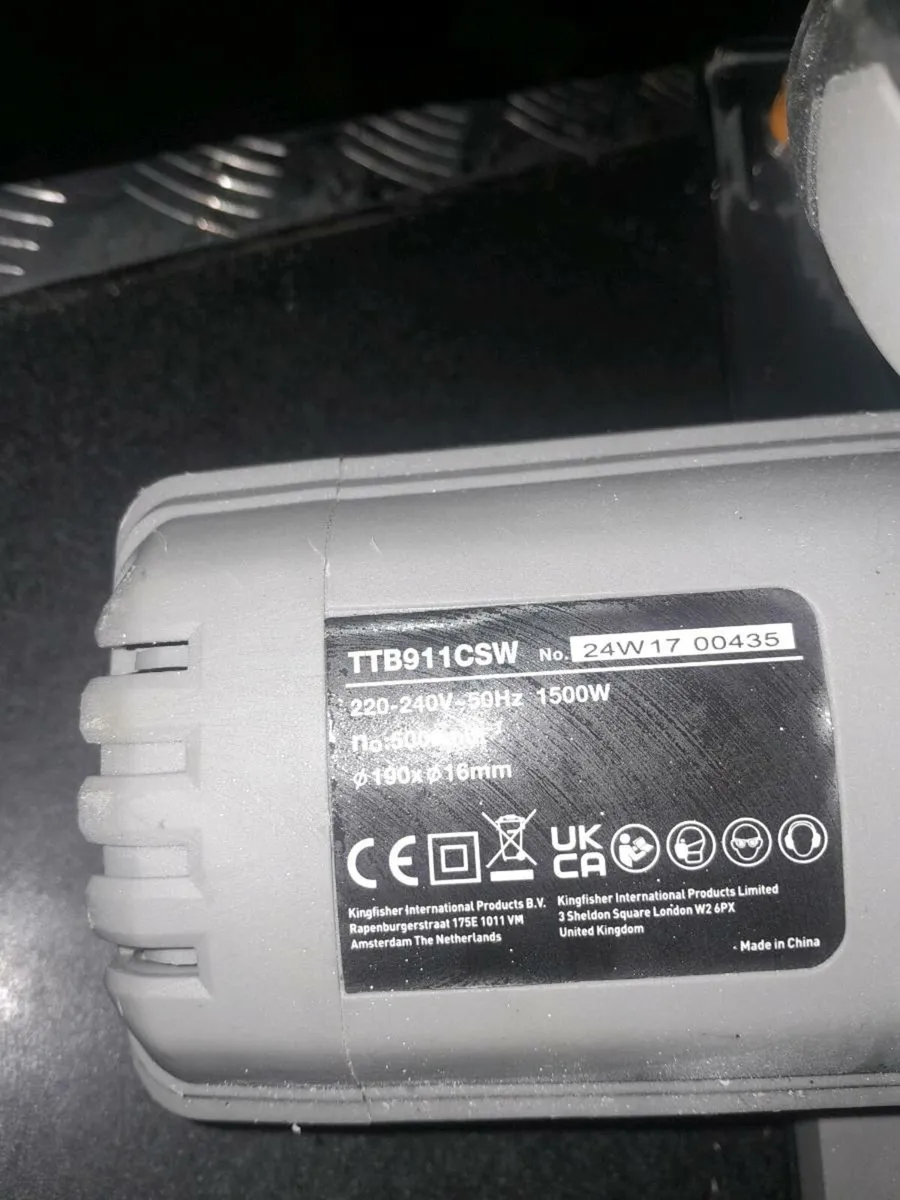 TTB911CSW No. 24W17 00435
220-240V~50Hz 1500W
ϕ190xϕ16mm
CE UK
CA
Kingfisher International Products B.V.
Rapenburgerstraat 175E 1011 VM
Amsterdam The Netherlands
Kingfisher International Products Limited
3 Sheldon Square London W2 6PX
United Kingdom
Made in China